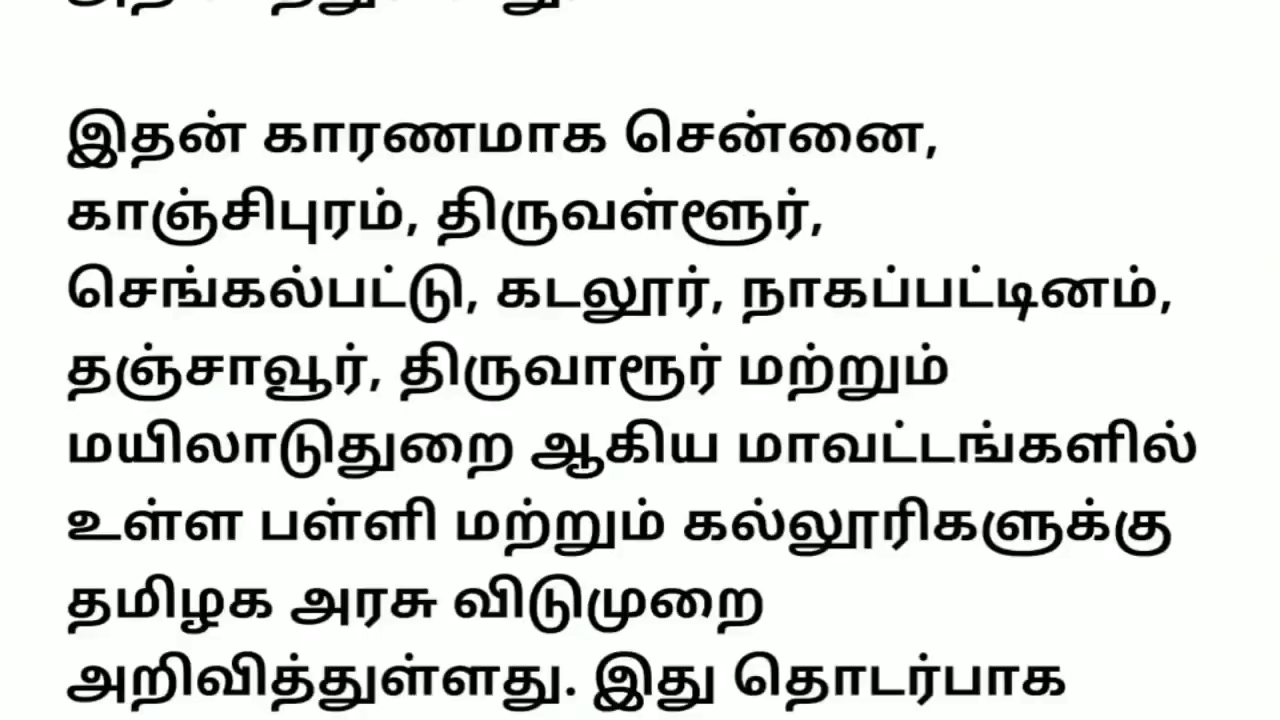 இதன் காரணமாக சென்னை,
காஞ்சிபுரம், திருவள்ளூர்,
செங்கல்பட்டு, கடலூர், நாகப்பட்டினம்,
தஞ்சாவூர், திருவாரூர் மற்றும்
மயிலாடுதுறை ஆகிய மாவட்டங்களில்
உள்ள பள்ளி மற்றும் கல்லூரிகளுக்கு
தமிழக அரசு விடுமுறை
அறிவித்துள்ளது. இது தொடர்பாக